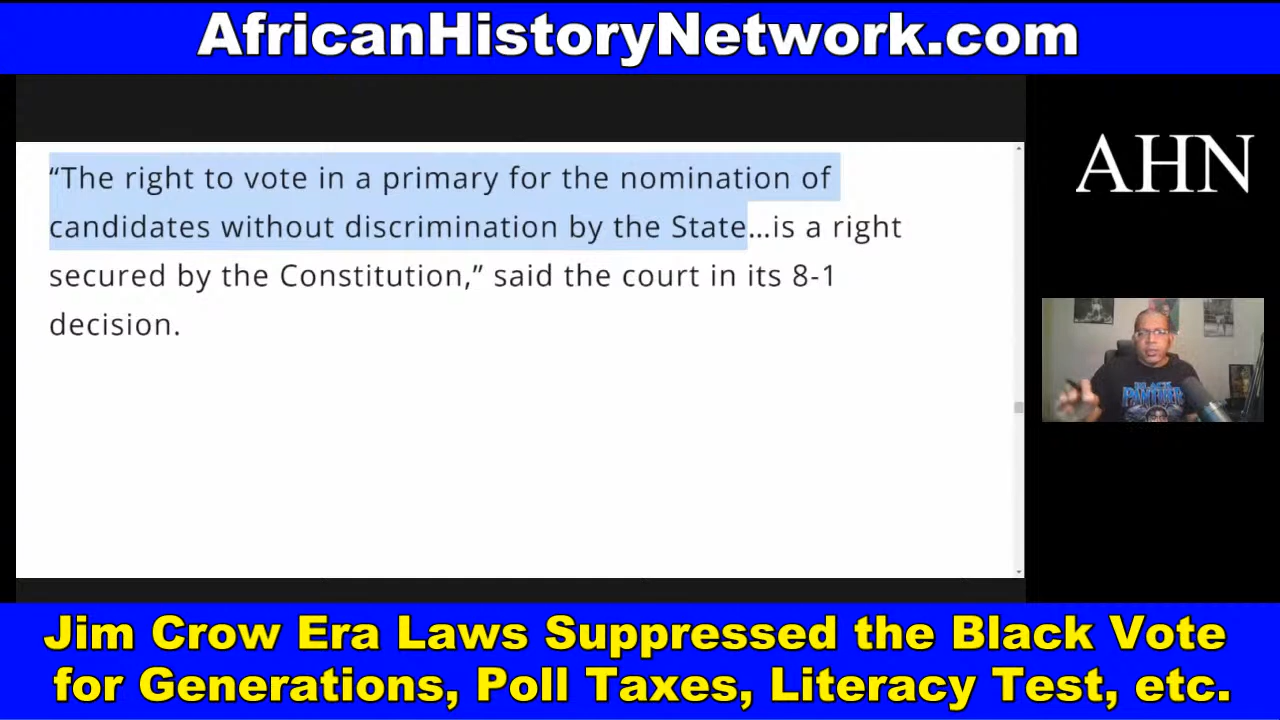 AfricanHistoryNetwork.com
“The right to vote in a primary for the nomination of
candidates without discrimination by the State…is a right
secured by the Constitution,” said the court in its 8-1
decision.
AHN
BLACK
PANTHER
Jim Crow Era Laws Suppressed the Black Vote
for Generations, Poll Taxes, Literacy Test, etc.